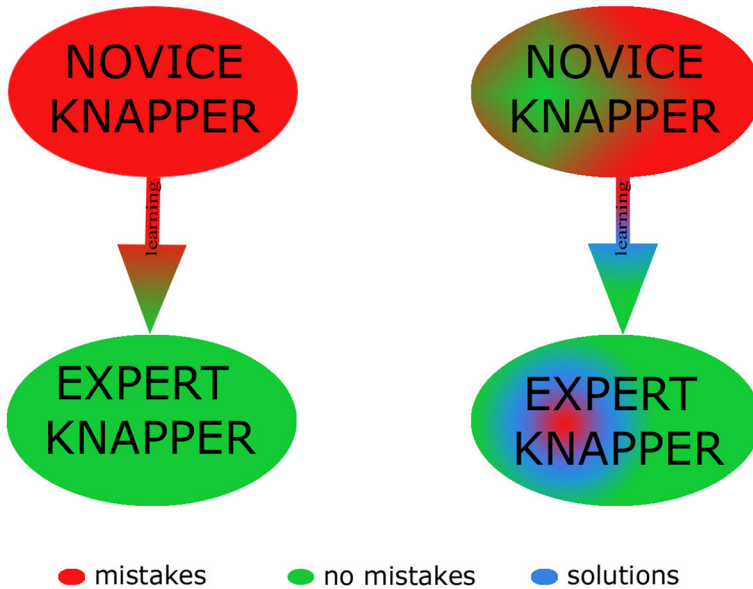 NOVICE
KNAPPER
learning
EXPERT
KNAPPER
NOVICE
KNAPPER
learning
EXPERT
KNAPPER
mistakes
no mistakes
solutions